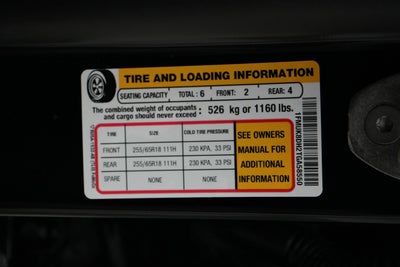 TIRE AND LOADING INFORMATION
SEATING CAPACITY TOTAL: 6 FRONT: 2 REAR: 4
The combined weight of occupants
and cargo should never exceed : 526 kg or 1160 lbs.
TIRE SIZE COLD TIRE PRESSURE
FRONT 255/65R18 111H 230 KPA, 33 PSI
REAR 255/65R18 111H 230 KPA, 33 PSI
SPARE NONE NONE
SEE OWNERS
MANUAL FOR
ADDITIONAL
INFORMATION